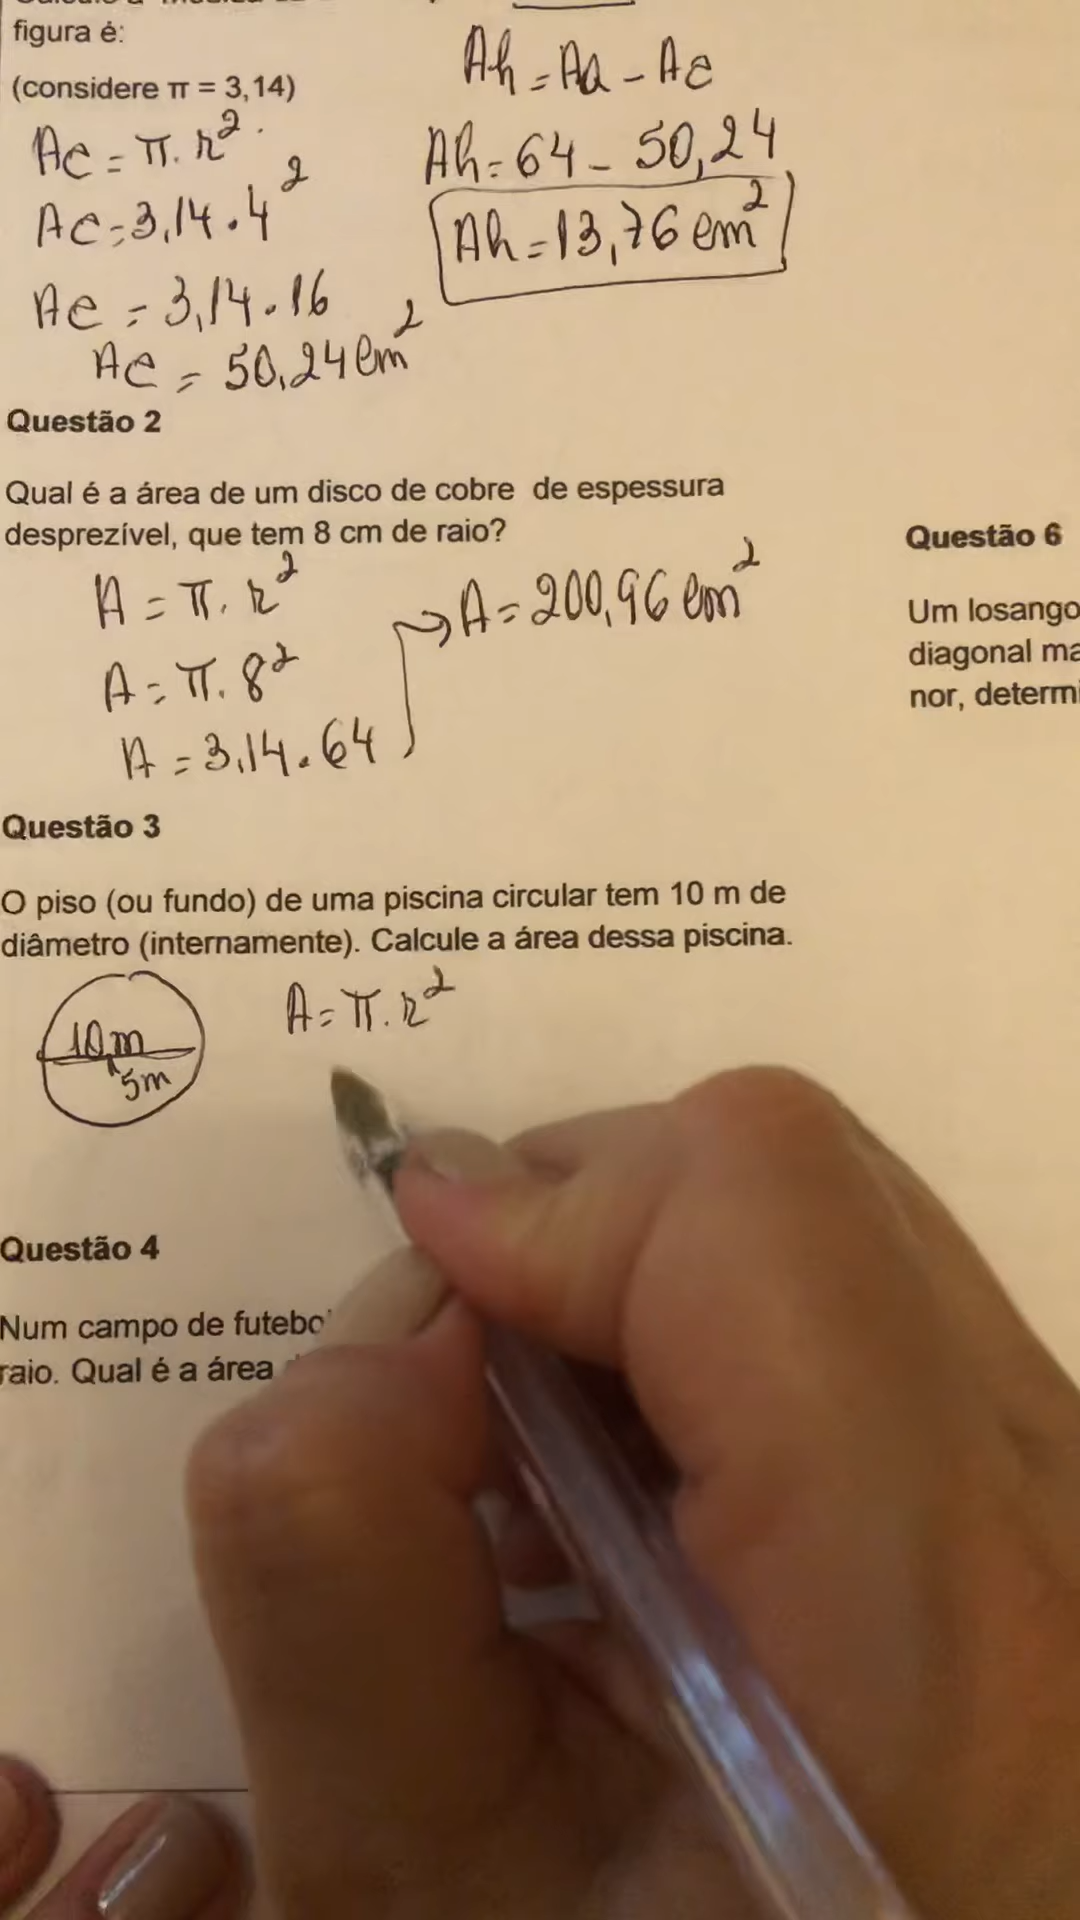 figura é:
(considere π = 3,14)
Ac = π. r².
Ac = 3,14 . 4²
Ac = 3,14 . 16
Ac = 50,24 cm²
Ah = Aq - Ac
Ah = 64 - 50,24
Ah = 13,76 cm²
Questão 2
Qual é a área de um disco de cobre de espessura
desprezível, que tem 8 cm de raio?
A = π. r²
A = π. 8²
A = 3,14 . 64
→ A = 200,96 cm²
Questão 3
O piso (ou fundo) de uma piscina circular tem 10 m de
diâmetro (internamente). Calcule a área dessa piscina.
10m
5m
A = π. r²
Questão 4
Num campo de futebo
raio. Qual é a área
Questão 6
Um losango
diagonal ma
nor, determi